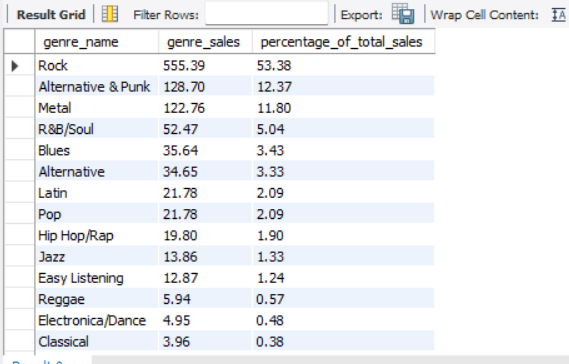 Result Grid Filter Rows: Export: Wrap Cell Content: IA
genre_name genre_sales percentage_of_total_sales
Rock 555.39 53.38
Alternative & Punk 128.70 12.37
Metal 122.76 11.80
R&B/Soul 52.47 5.04
Blues 35.64 3.43
Alternative 34.65 3.33
Latin 21.78 2.09
Pop 21.78 2.09
Hip Hop/Rap 19.80 1.90
Jazz 13.86 1.33
Easy Listening 12.87 1.24
Reggae 5.94 0.57
Electronica/Dance 4.95 0.48
Classical 3.96 0.38